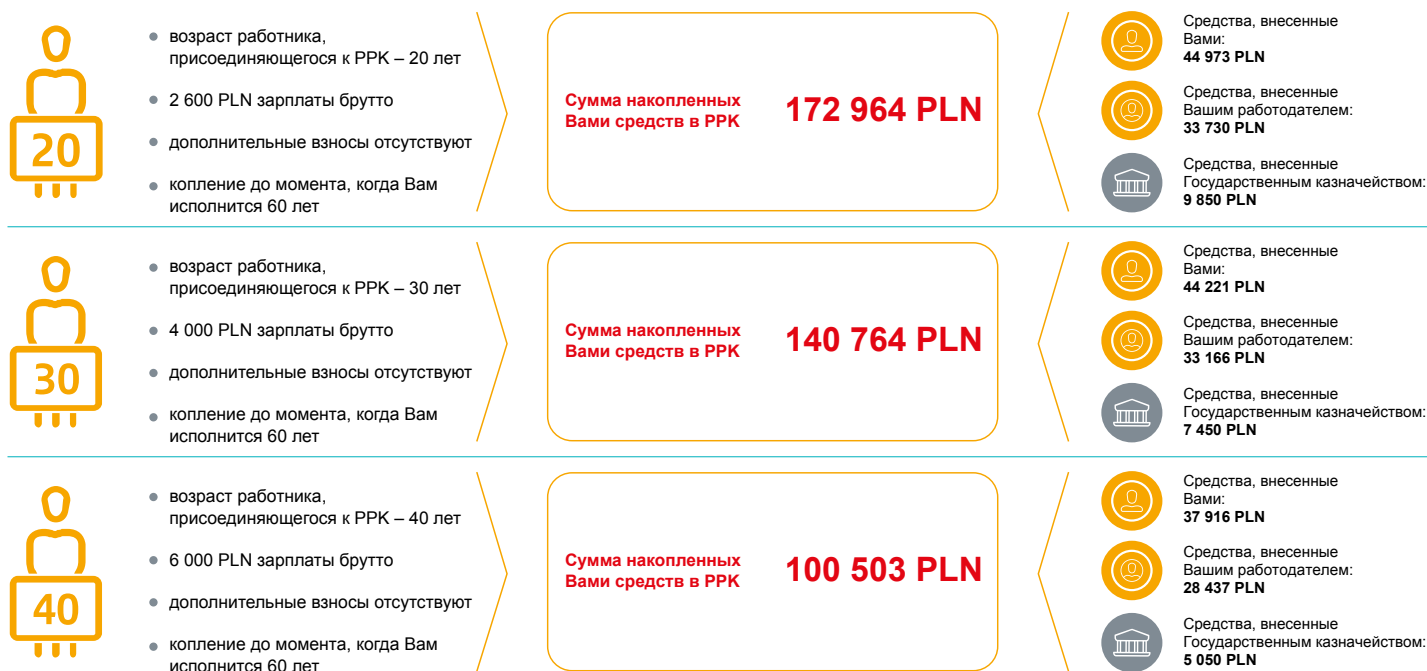 20
возраст работника,
присоединяющегося к PPK – 20 лет
2 600 PLN зарплаты брутто
дополнительные взносы отсутствуют
копление до момента, когда Вам
исполнится 60 лет
Сумма накопленных
Вами средств в PPK
172 964 PLN
Средства, внесенные
Вами:
44 973 PLN
Средства, внесенные
Вашим работодателем:
33 730 PLN
Средства, внесенные
Государственным казначейством:
9 850 PLN
30
возраст работника,
присоединяющегося к PPK – 30 лет
4 000 PLN зарплаты брутто
дополнительные взносы отсутствуют
копление до момента, когда Вам
исполнится 60 лет
Сумма накопленных
Вами средств в PPK
140 764 PLN
Средства, внесенные
Вами:
44 221 PLN
Средства, внесенные
Вашим работодателем:
33 166 PLN
Средства, внесенные
Государственным казначейством:
7 450 PLN
40
возраст работника,
присоединяющегося к PPK – 40 лет
6 000 PLN зарплаты брутто
дополнительные взносы отсутствуют
копление до момента, когда Вам
исполнится 60 лет
Сумма накопленных
Вами средств в PPK
100 503 PLN
Средства, внесенные
Вами:
37 916 PLN
Средства, внесенные
Вашим работодателем:
28 437 PLN
Средства, внесенные
Государственным казначейством:
5 050 PLN